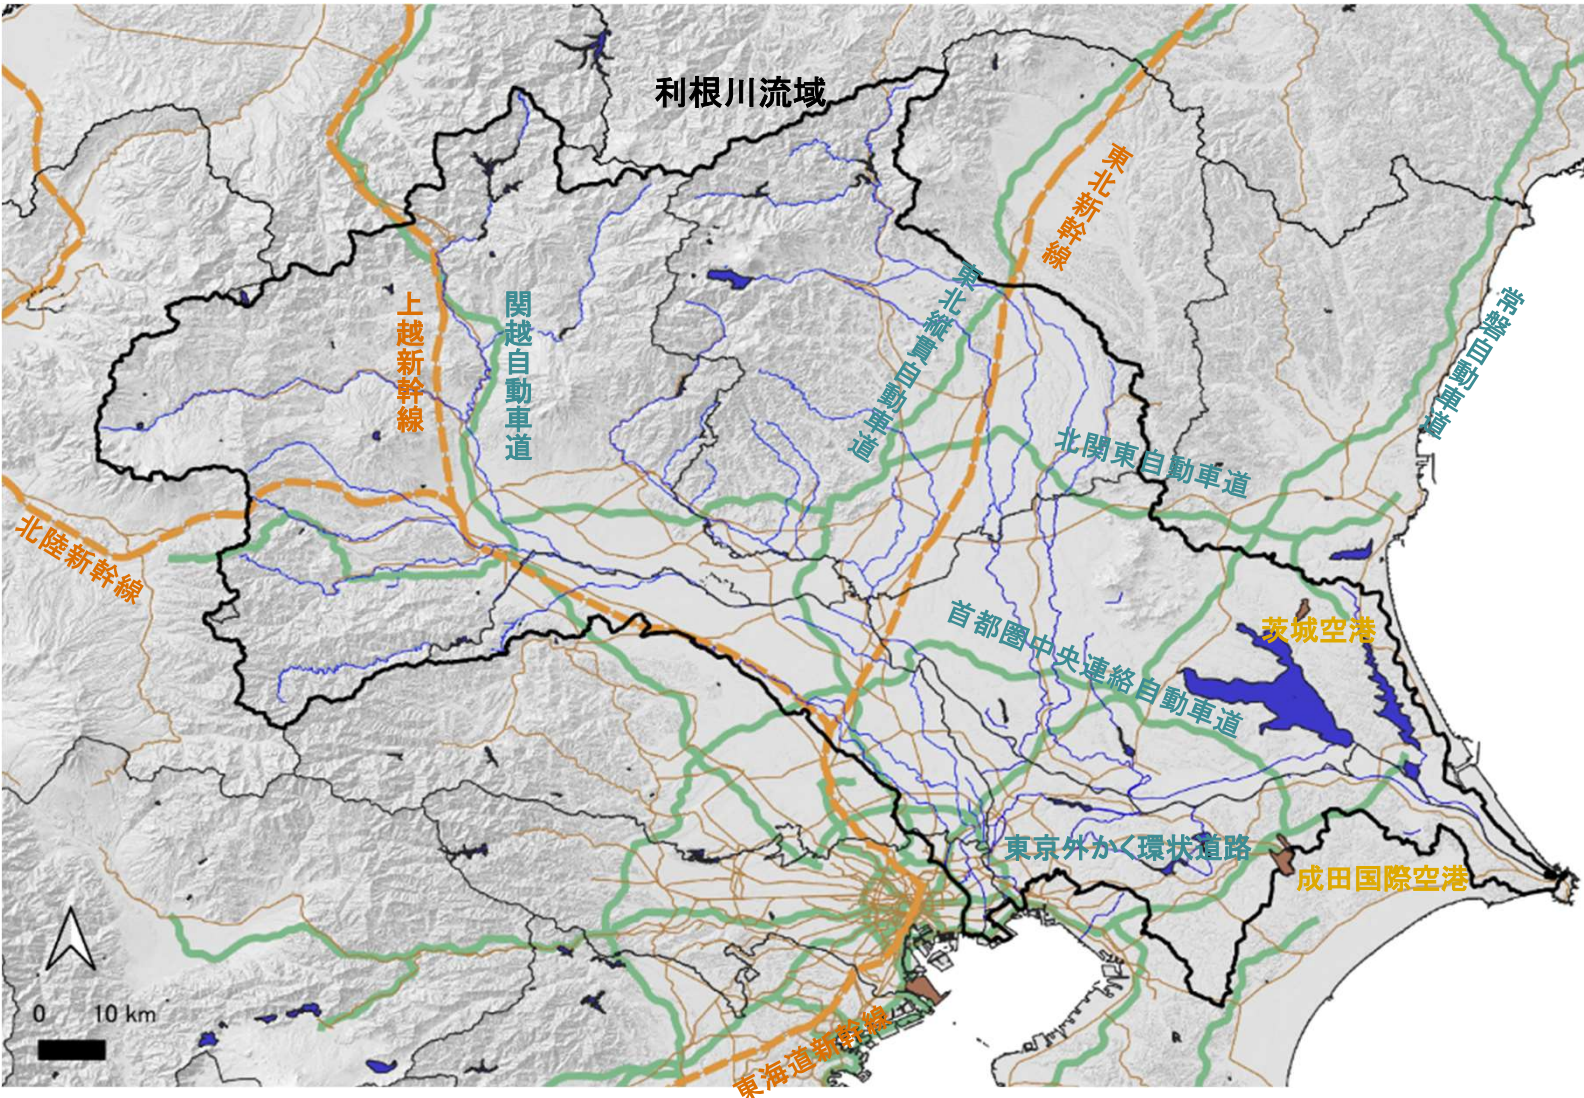 利根川流域
東北新幹線
東北縦貫自動車道
常磐自動車道
上越新幹線
関越自動車道
北関東自動車道
北陸新幹線
首都圏中央連絡自動車道
茨城空港
東京外かく環状道路
成田国際空港
0 10 km
東海道新幹線